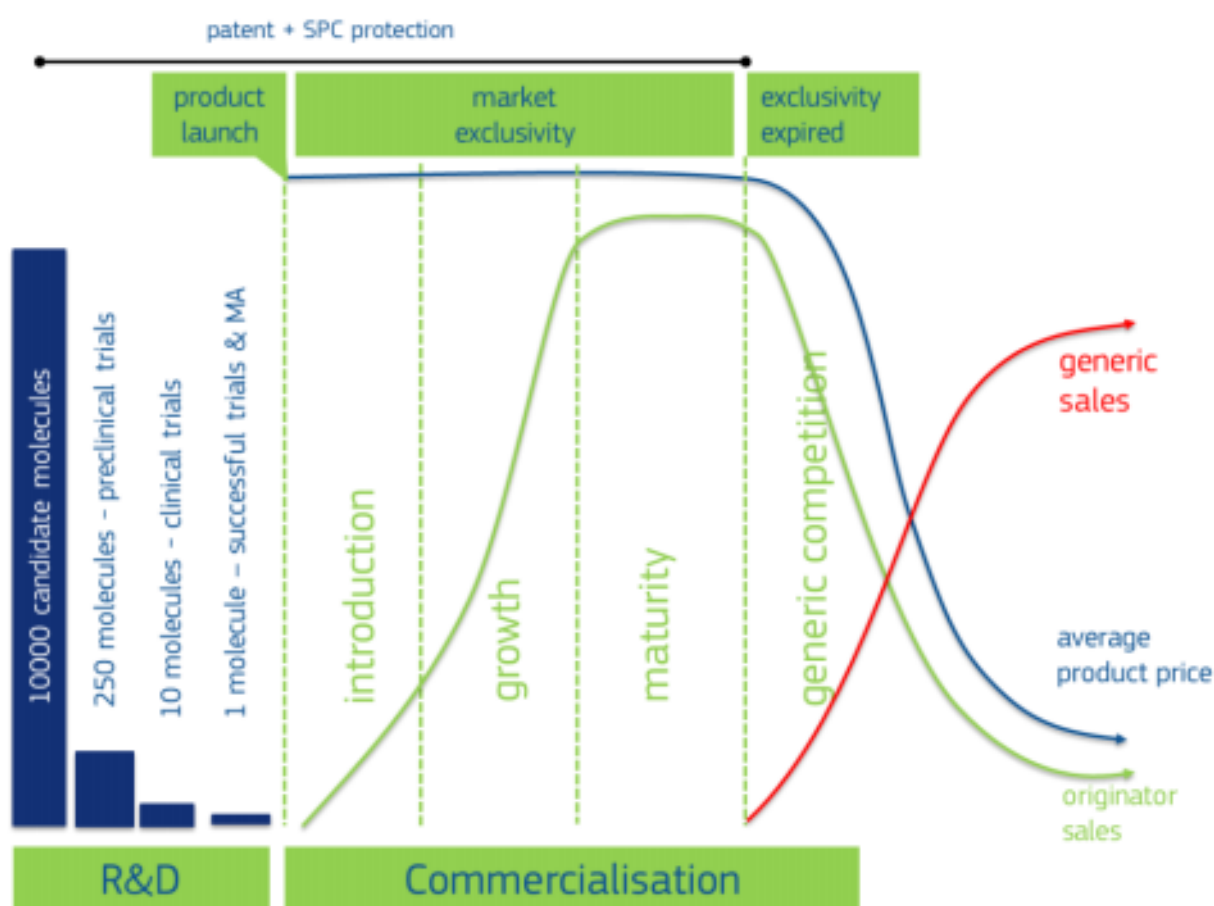 patent + SPC protection
product
launch
market
exclusivity
exclusivity
expired
10000 candidate molecules
250 molecules – preclinical trials
10 molecules – clinical trials
1 molecule – successful trials & MA
introduction
growth
maturity
generic competition
generic
sales
average
product price
originator
sales
R&D
Commercialisation